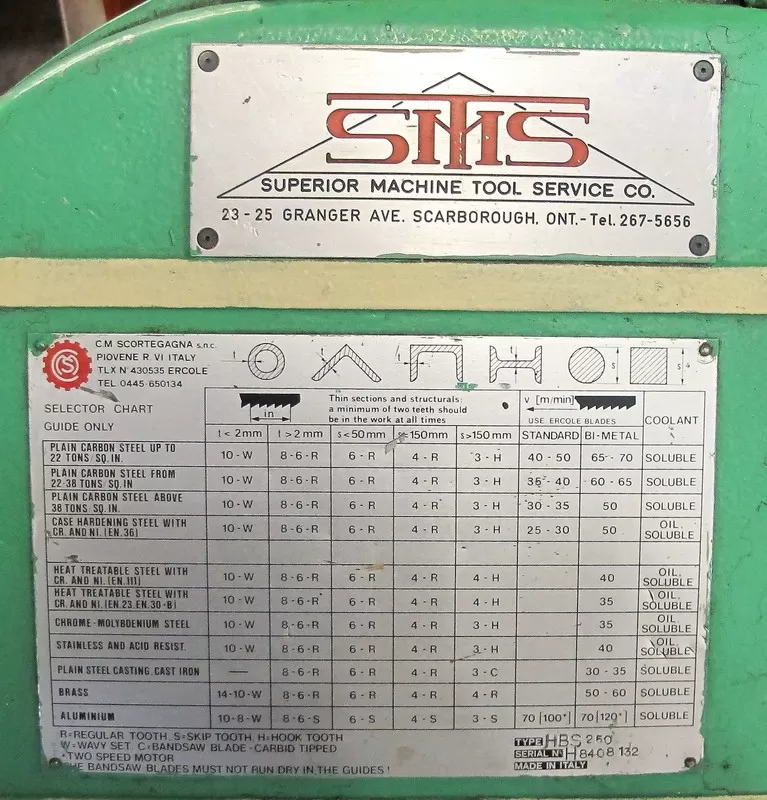 SMS
SUPERIOR MACHINE TOOL SERVICE CO.
23-25 GRANGER AVE. SCARBOROUGH, ONT.-Tel. 267-5656
CMS
C.M SCORTEGAGNA s.n.c.
PIOVENE R. VI ITALY
TLX N° 430535 ERCOLE
TEL 0445-650134
SELECTOR CHART
GUIDE ONLY
in
Thin sections and structurals:
a minimum of two teeth should
be in the work at all times
v [m/min]
USE ERCOLE BLADES
COOLANT
t<2mm t>2mm s<50mm s=150mm s>150mm STANDARD BI-METAL
PLAIN CARBON STEEL UP TO
22 TONS/SQ.IN. 10-W 8-6-R 6-R 4-R 3-H 40-50 65-70 SOLUBLE
PLAIN CARBON STEEL FROM
22-38 TONS/SQ.IN 10-W 8-6-R 6-R 4-R 3-H 35-40 60-65 SOLUBLE
PLAIN CARBON STEEL ABOVE
38 TONS/SQ.IN. 10-W 8-6-R 6-R 4-R 3-H 30-35 50 SOLUBLE
CASE HARDENING STEEL WITH
CR. AND NI. (EN.36) 10-W 8-6-R 6-R 4-R 3-H 25-30 50 OIL. SOLUBLE
HEAT TREATABLE STEEL WITH
CR. AND NI. (EN.111) 10-W 8-6-R 6-R 4-R 4-H 40 OIL. SOLUBLE
HEAT TREATABLE STEEL WITH
CR. AND NI. (EN.23.EN.30-B) 10-W 8-6-R 6-R 4-R 4-H 35 OIL. SOLUBLE
CHROME-MOLYBDENIUM STEEL 10-W 8-6-R 6-R 4-R 4-H 35 OIL. SOLUBLE
STAINLESS AND ACID RESIST. 10-W 8-6-R 6-R 4-R 3-H 40 OIL. SOLUBLE
PLAIN STEEL CASTING.CAST IRON — 8-6-R 6-R 4-R 3-C 30-35 SOLUBLE
BRASS 14-10-W 8-6-R 6-R 4-R 4-R 50-60 SOLUBLE
ALUMINIUM 10-8-W 8-6-S 6-S 4-S 3-S 70 [100*] 70 [120*] SOLUBLE
R=REGULAR TOOTH S=SKIP TOOTH H=HOOK TOOTH
W=WAVY SET C=BANDSAW BLADE-CARBID TIPPED
*TWO SPEED MOTOR
THE BANDSAW BLADES MUST NOT RUN DRY IN THE GUIDES!
TYPE HBS 250
SERIAL N° H 8408 132
MADE IN ITALY